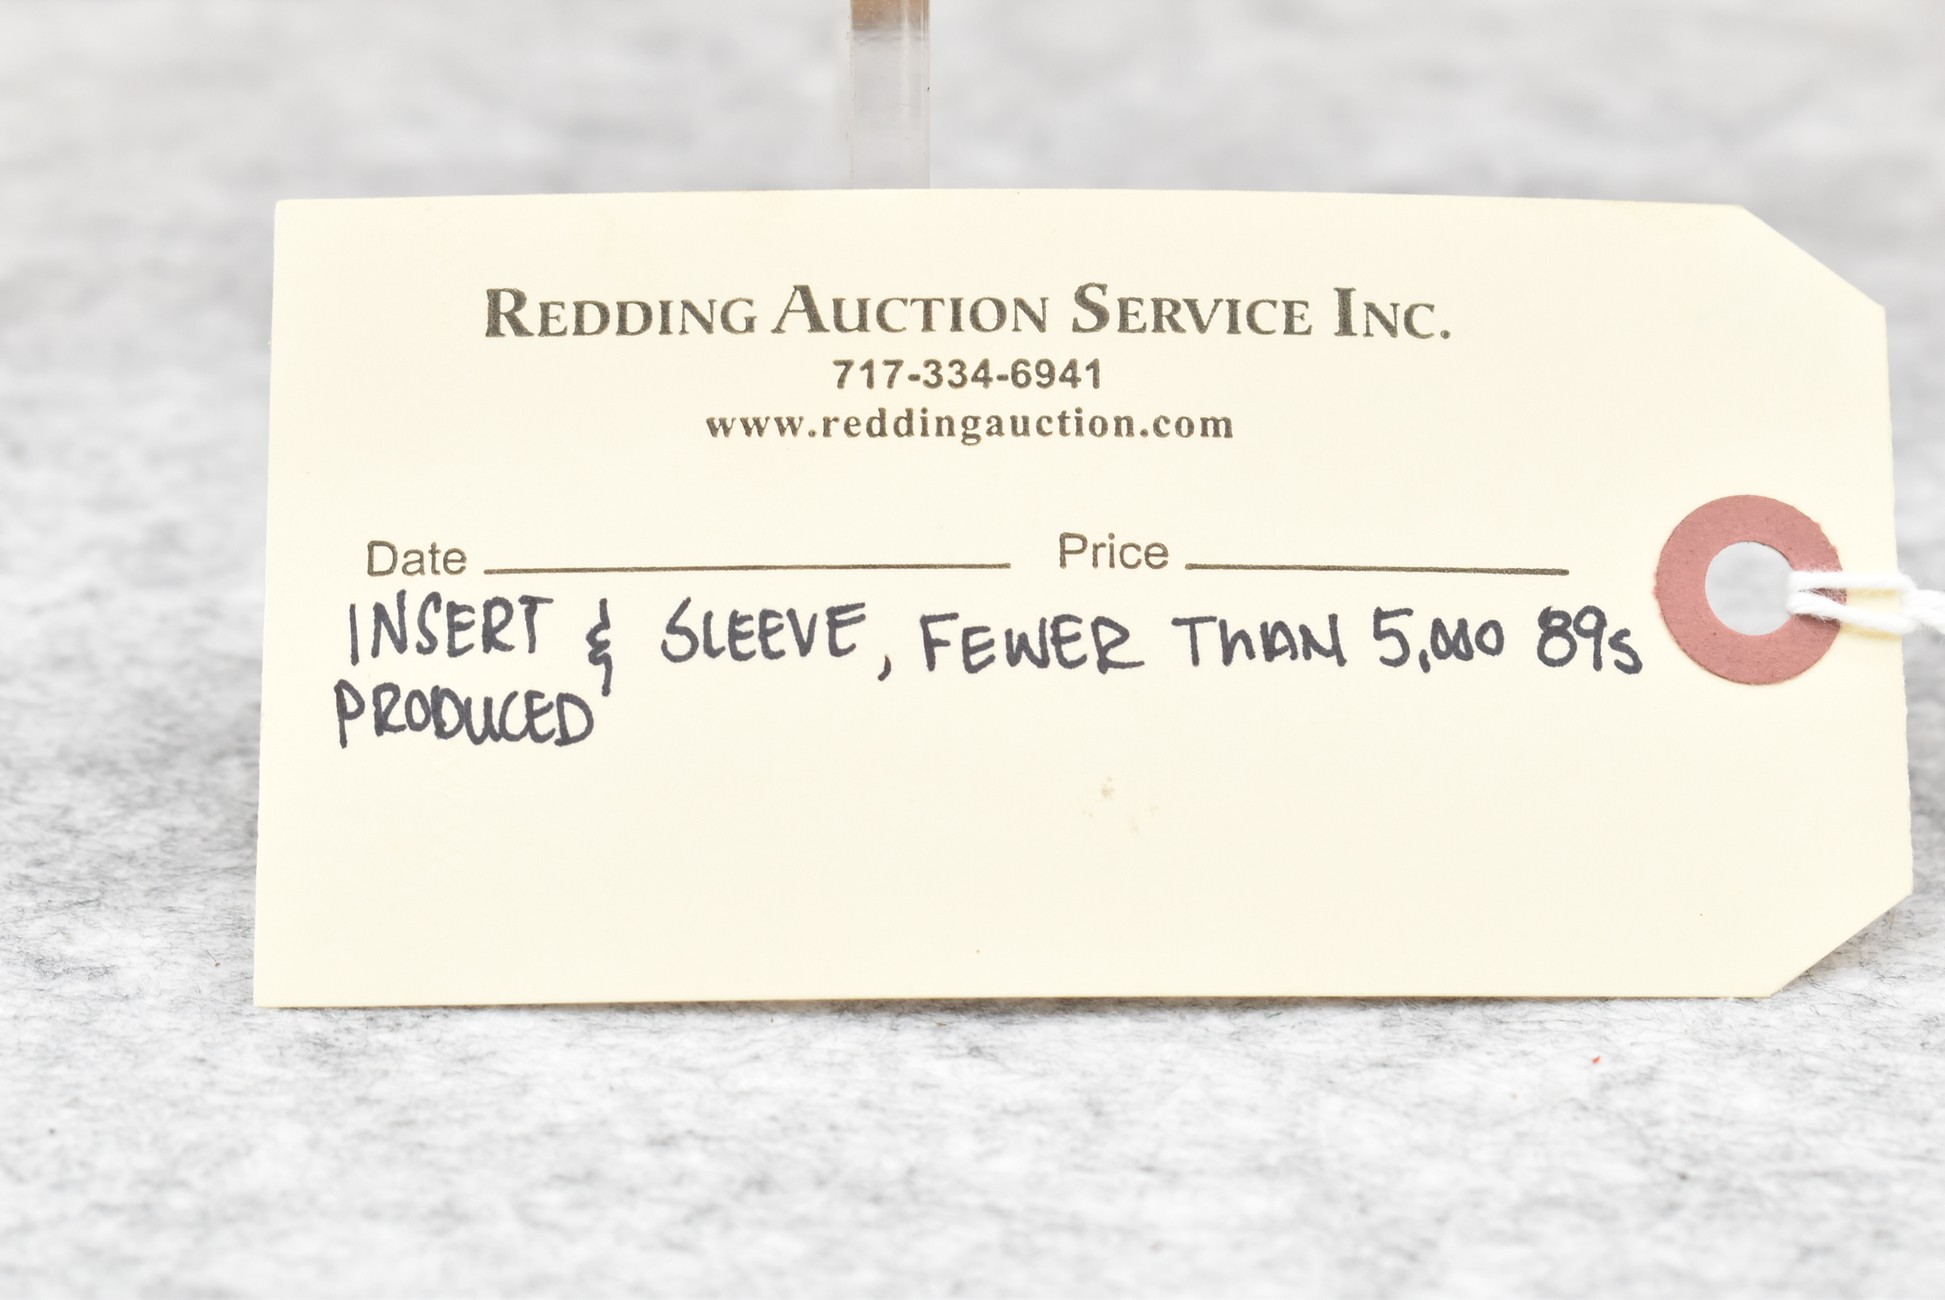 REDDING AUCTION SERVICE INC.
717-334-6941
www.reddingauction.com
Date Price
INSERT & SLEEVE, FEWER THAN 5,000 89s
PRODUCED